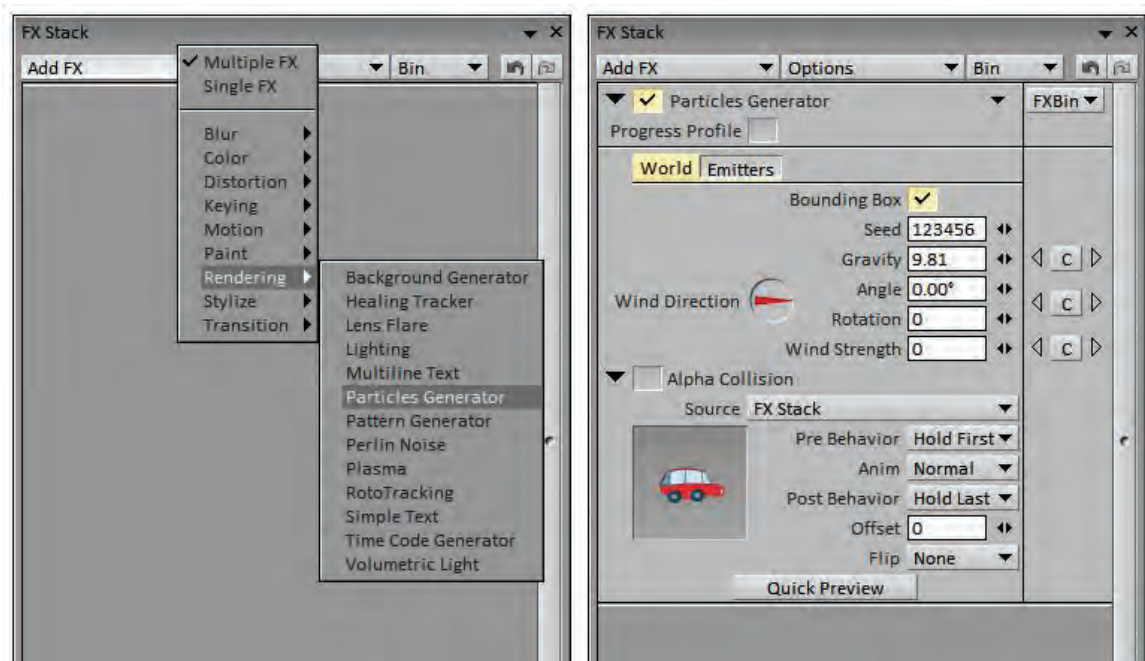 FX Stack
Add FX
Bin
Multiple FX
Single FX
Blur
Color
Distortion
Keying
Motion
Paint
Rendering
Stylize
Transition
Background Generator
Healing Tracker
Lens Flare
Lighting
Multiline Text
Particles Generator
Pattern Generator
Perlin Noise
Plasma
RotoTracking
Simple Text
Time Code Generator
Volumetric Light
FX Stack
Add FX Options Bin
Particles Generator FXBin
Progress Profile
World Emitters
Bounding Box
Seed 123456
Gravity 9.81 C
Wind Direction Angle 0.00° C
Rotation 0
Wind Strength 0 C
Alpha Collision
Source FX Stack
Pre Behavior Hold First
Anim Normal
Post Behavior Hold Last
Offset 0
Flip None
Quick Preview